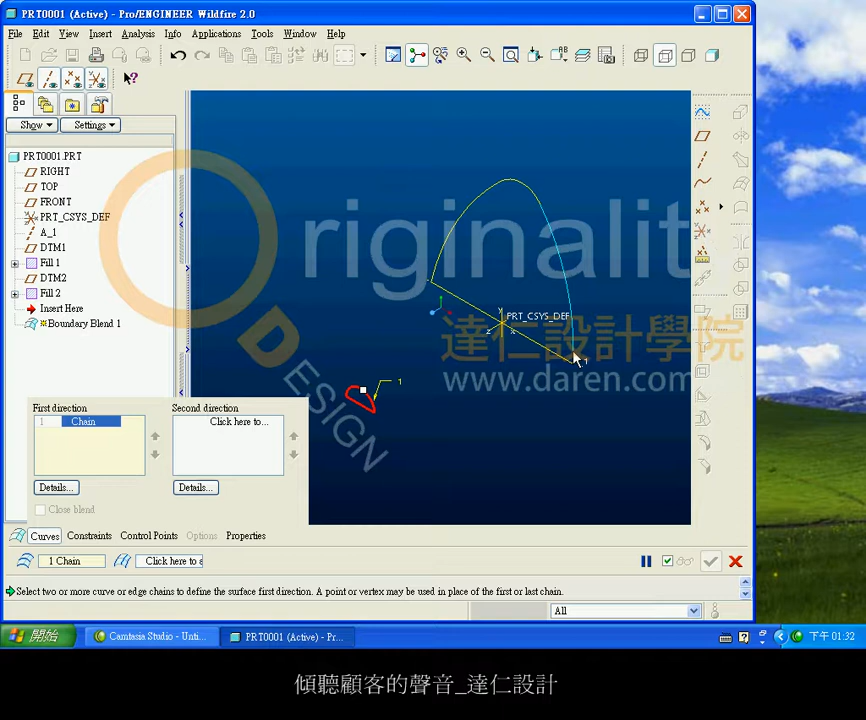 PRT0001 (Active) - Pro/ENGINEER Wildfire 2.0
File Edit View Insert Analysis Info Applications Tools Window Help
Show Settings
PRT0001.PRT
RIGHT
TOP
FRONT
PRT_CSYS_DEF
A_1
DTM1
Fill 1
DTM2
Fill 2
Insert Here
Boundary Blend 1
Originalit
DESIGN
達仁設計學院
www.daren.com
Y
PRT_CSYS_DEF
Z X
1
1
First direction Second direction
1 Chain Click here to...
Details... Details...
Close blend
Curves Constraints Control Points Options Properties
1 Chain Click here to a
Select two or more curve or edge chains to define the surface first direction. A point or vertex may be used in place of the first or last chain.
All
開始 Camtasia Studio - Unti... PRT0001 (Active) - Pr... 下午 01:32
傾聽顧客的聲音_達仁設計